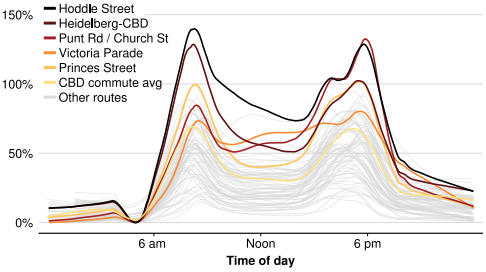 150%
Hoddle Street
Heidelberg-CBD
Punt Rd / Church St
Victoria Parade
100%
Princes Street
CBD commute avg
Other routes
50%
0%
6 am
Noon
6 pm
Time of day